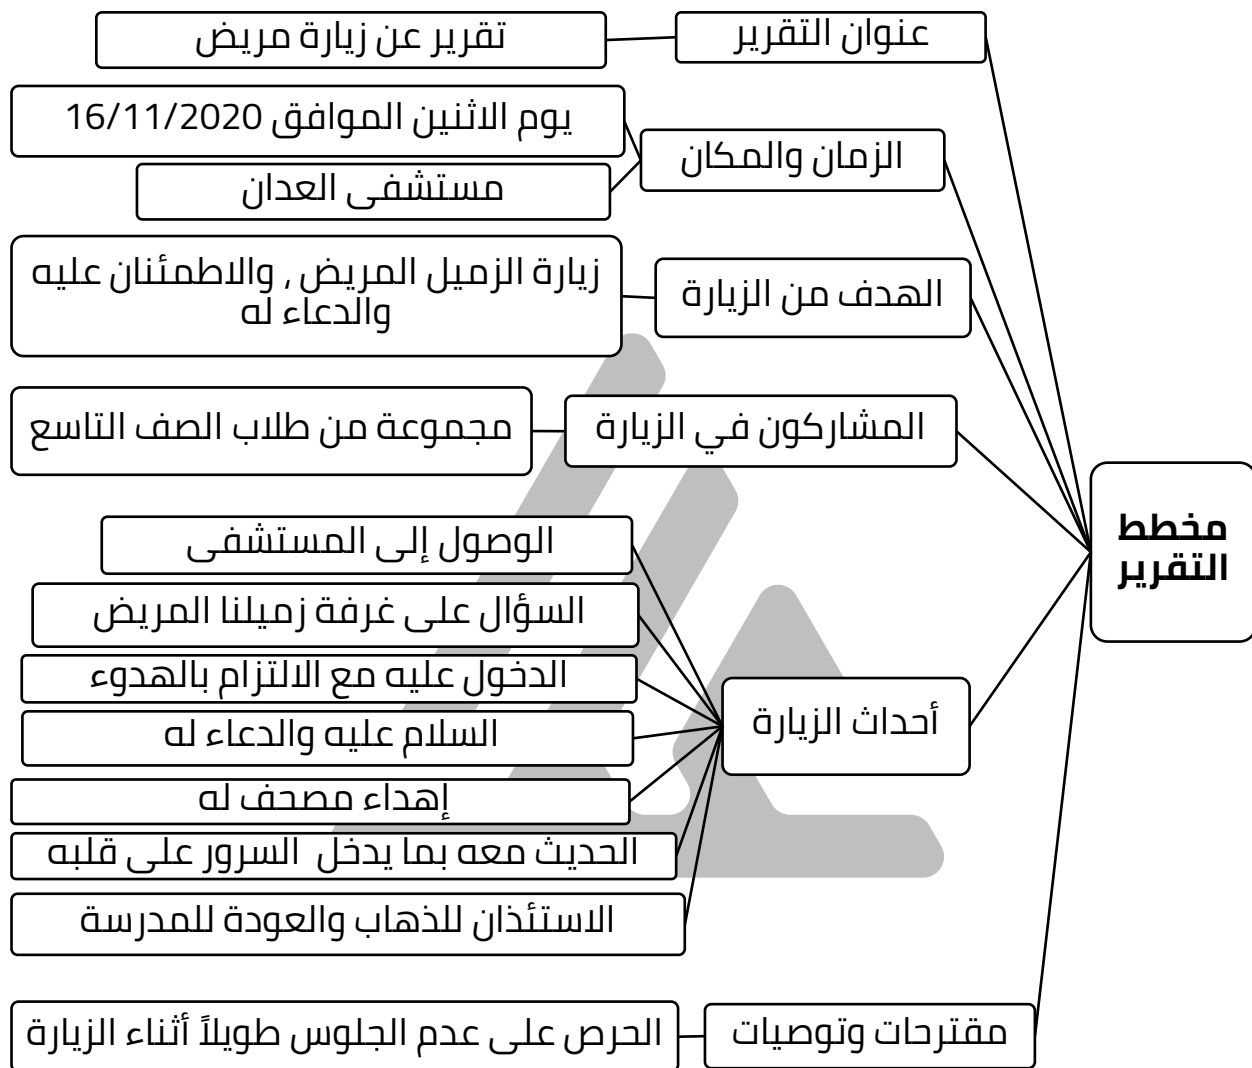 عنوان التقرير
تقرير عن زيارة مريض
الزمان والمكان
يوم الاثنين الموافق 16/11/2020
مستشفى العدان
الهدف من الزيارة
زيارة الزميل المريض , والاطمئنان عليه
والدعاء له
المشاركون في الزيارة
مجموعة من طلاب الصف التاسع
مخطط
التقرير
أحداث الزيارة
الوصول إلى المستشفى
السؤال على غرفة زميلنا المريض
الدخول عليه مع الالتزام بالهدوء
السلام عليه والدعاء له
إهداء مصحف له
الحديث معه بما يدخل السرور على قلبه
الاستئذان للذهاب والعودة للمدرسة
مقترحات وتوصيات
الحرص على عدم الجلوس طويلاً أثناء الزيارة